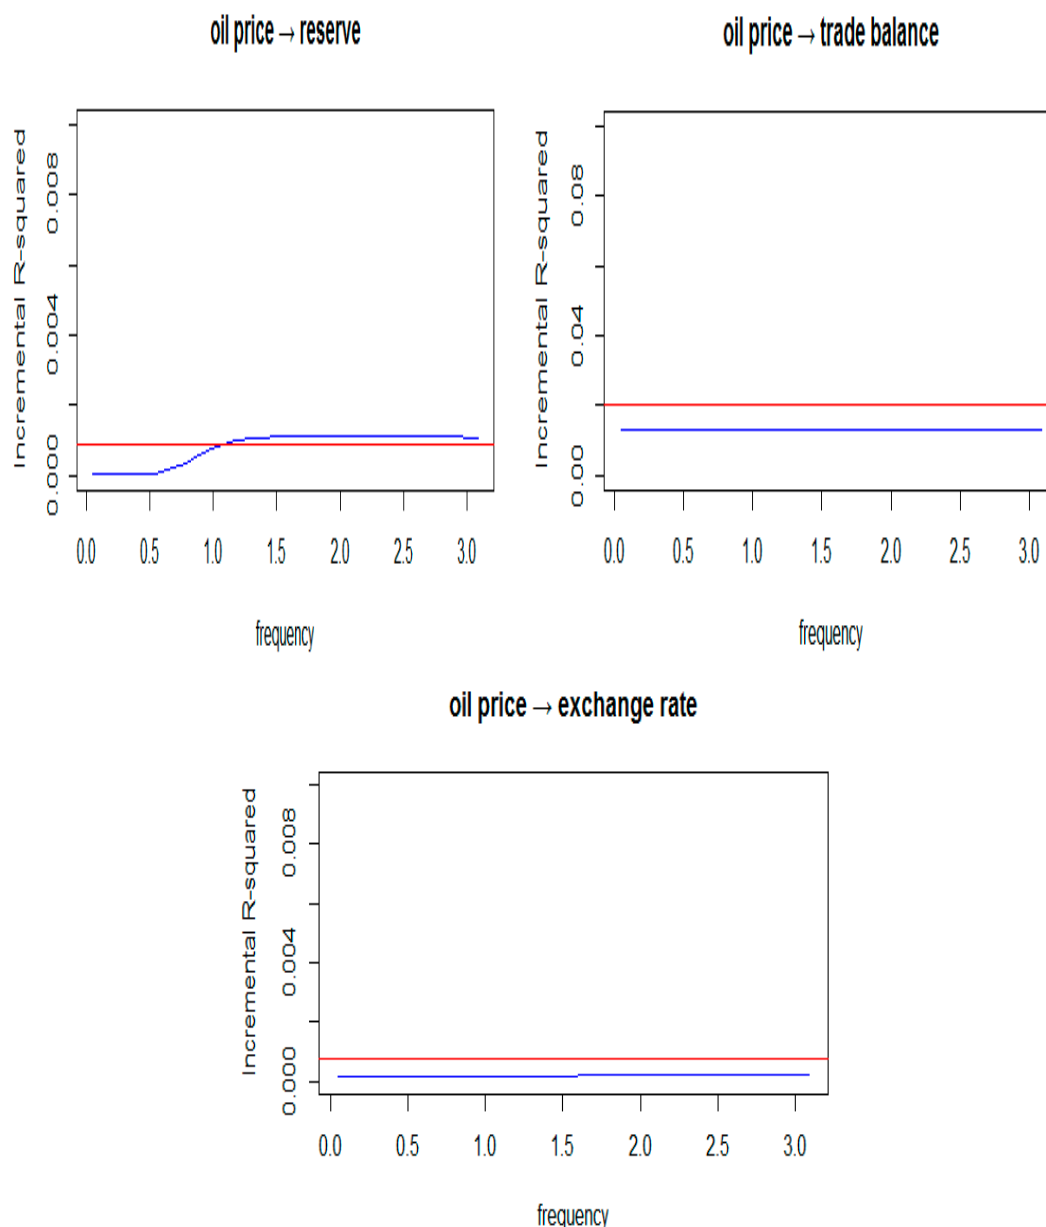 oil price → reserve
Incremental R-squared
0.008
0.004
0.000
0.0 0.5 1.0 1.5 2.0 2.5 3.0
frequency
oil price → trade balance
Incremental R-squared
0.08
0.04
0.00
0.0 0.5 1.0 1.5 2.0 2.5 3.0
frequency
oil price → exchange rate
Incremental R-squared
0.008
0.004
0.000
0.0 0.5 1.0 1.5 2.0 2.5 3.0
frequency